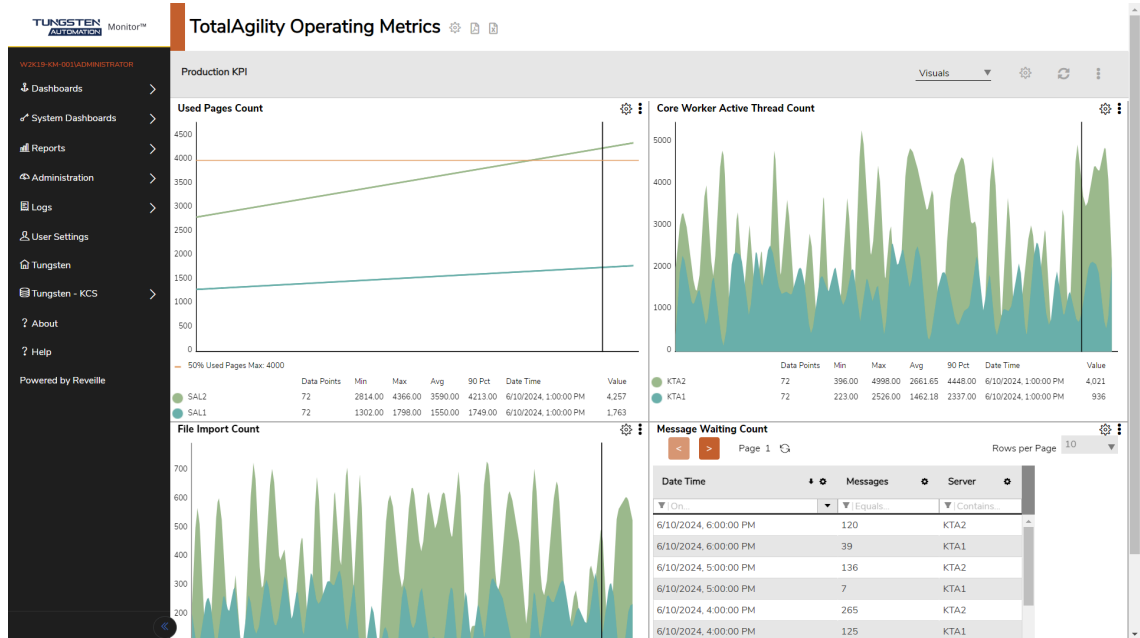 TUNGSTEN AUTOMATION Monitor™
TotalAgility Operating Metrics
W2K19-KM-001\ADMINISTRATOR
Dashboards
System Dashboards
Reports
Administration
Logs
User Settings
Tungsten
Tungsten - KCS
? About
? Help
Powered by Reveille
Production KPI
Visuals
Used Pages Count
4500
4000
3500
3000
2500
2000
1500
1000
500
0
50% Used Pages Max: 4000
Data Points Min Max Avg 90 Pct Date Time Value
SAL2 72 2814.00 4366.00 3590.00 4213.00 6/10/2024, 1:00:00 PM 4,257
SAL1 72 1302.00 1798.00 1550.00 1749.00 6/10/2024, 1:00:00 PM 1,763
Core Worker Active Thread Count
5000
4000
3000
2000
1000
0
Data Points Min Max Avg 90 Pct Date Time Value
KTA2 72 396.00 4998.00 2661.65 4448.00 6/10/2024, 1:00:00 PM 4,021
KTA1 72 223.00 2526.00 1462.18 2337.00 6/10/2024, 1:00:00 PM 936
File Import Count
700
600
500
400
300
200
Message Waiting Count
< > Page 1 Rows per Page 10
Date Time Messages Server
On... Equals... Contains...
6/10/2024, 6:00:00 PM 120 KTA2
6/10/2024, 6:00:00 PM 39 KTA1
6/10/2024, 5:00:00 PM 136 KTA2
6/10/2024, 5:00:00 PM 7 KTA1
6/10/2024, 4:00:00 PM 265 KTA2
6/10/2024, 4:00:00 PM 125 KTA1